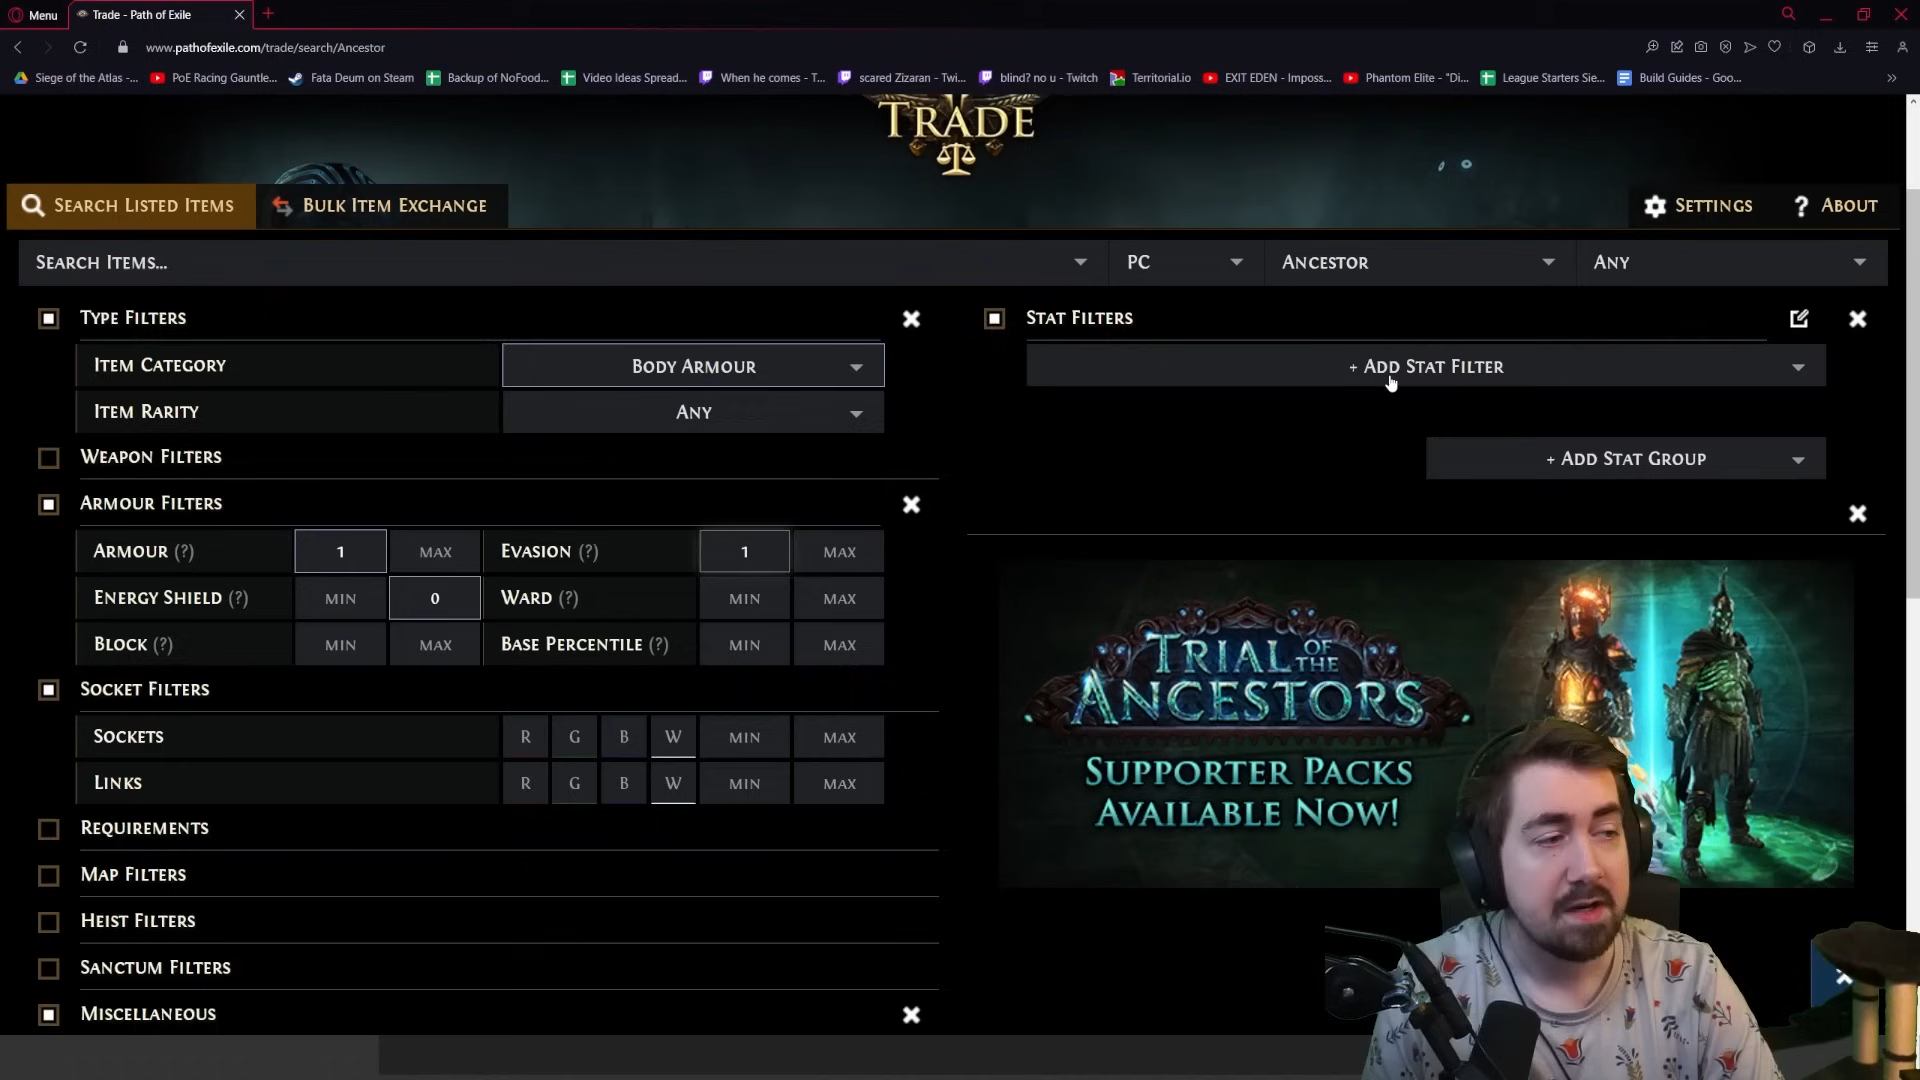 Menu
Trade - Path of Exile
www.pathofexile.com/trade/search/Ancestor
Siege of the Atlas -... PoE Racing Gauntle... Fata Deum on Steam Backup of NoFood... Video Ideas Spread... When he comes - T... scared Zizaran - Twi... blind? no u - Twitch Territorial.io EXIT EDEN - Imposs... Phantom Elite - "Di... League Starters Sie... Build Guides - Goo...
TRADE
SEARCH LISTED ITEMS BULK ITEM EXCHANGE SETTINGS ? ABOUT
SEARCH ITEMS... PC ANCESTOR ANY
TYPE FILTERS STAT FILTERS
ITEM CATEGORY BODY ARMOUR + ADD STAT FILTER
ITEM RARITY ANY
WEAPON FILTERS + ADD STAT GROUP
ARMOUR FILTERS
ARMOUR (?) 1 MAX EVASION (?) 1 MAX
ENERGY SHIELD (?) MIN 0 WARD (?) MIN MAX
BLOCK (?) MIN MAX BASE PERCENTILE (?) MIN MAX
SOCKET FILTERS
SOCKETS R G B W MIN MAX
LINKS R G B W MIN MAX
REQUIREMENTS
MAP FILTERS
HEIST FILTERS
SANCTUM FILTERS
MISCELLANEOUS
TRIAL OF THE
ANCESTORS
SUPPORTER PACKS
AVAILABLE NOW!